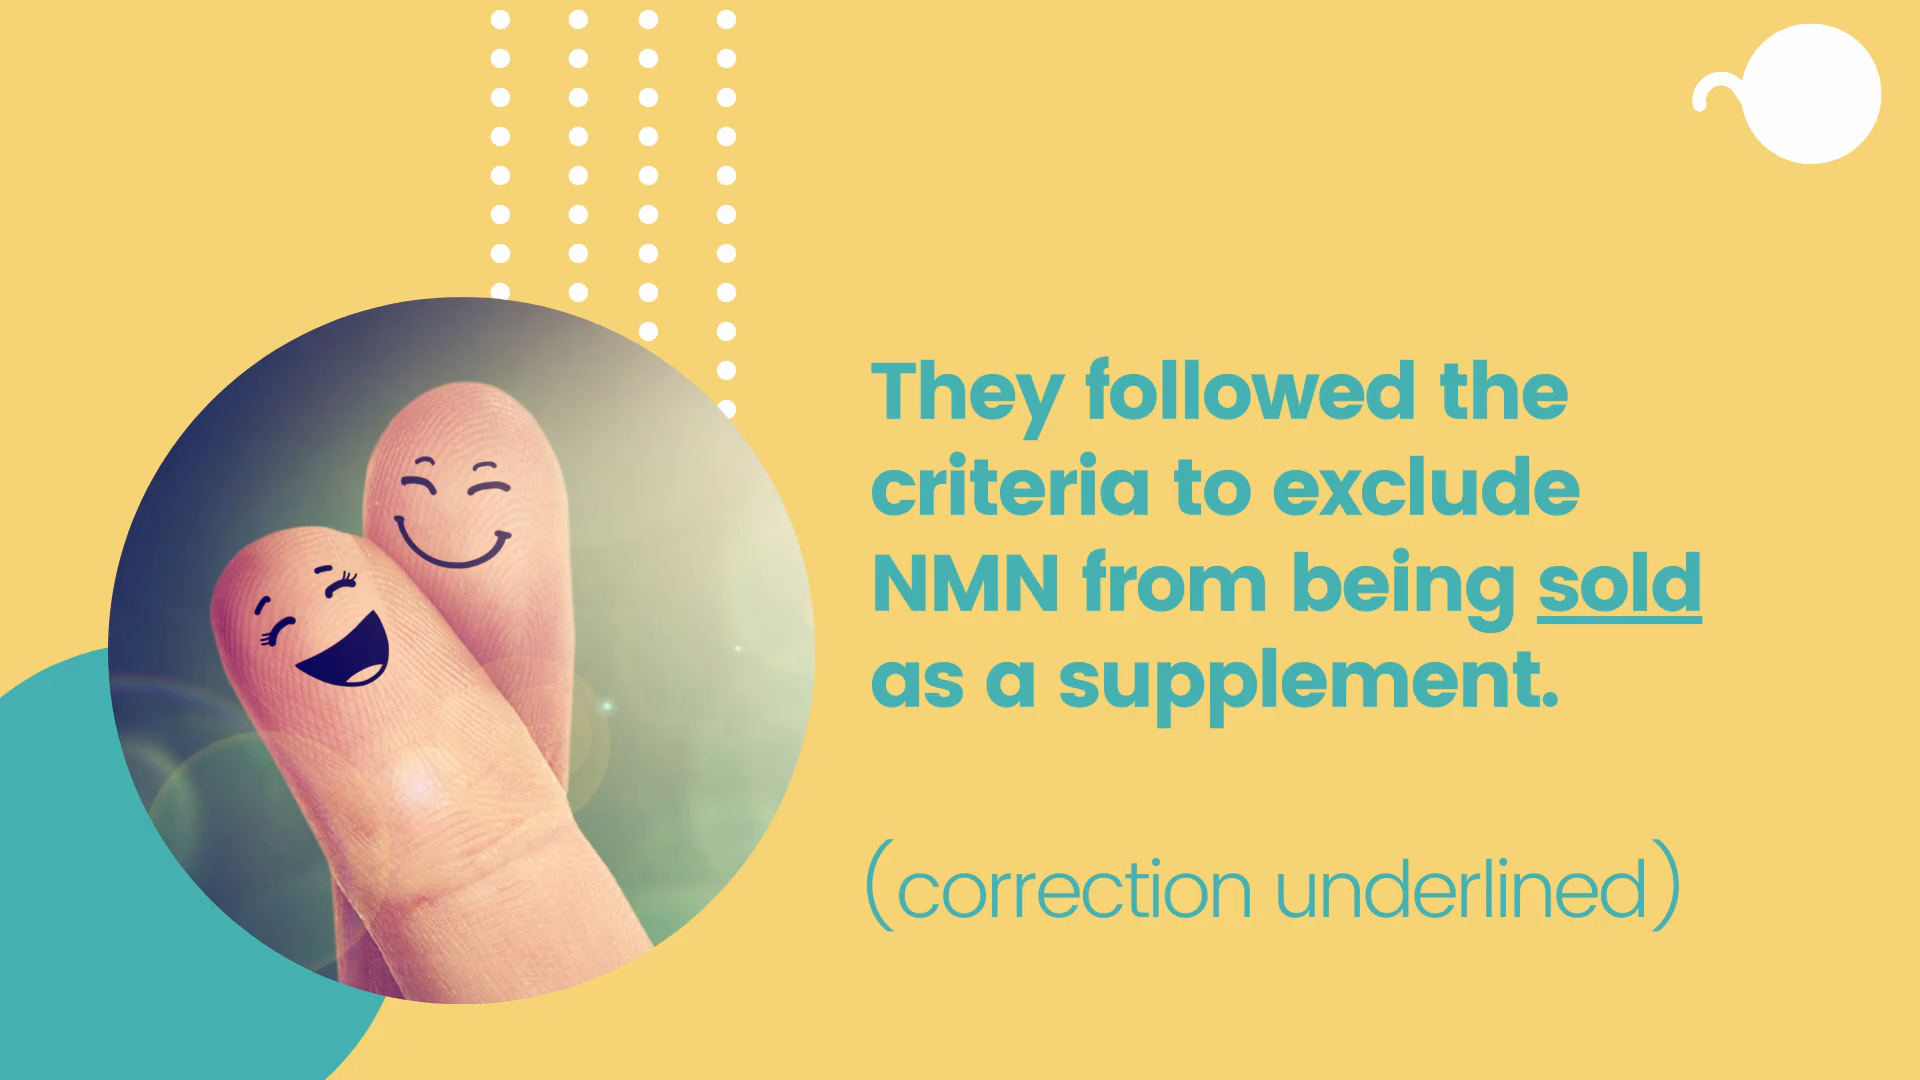 They followed the
criteria to exclude
NMN from being sold
as a supplement.
(correction underlined)